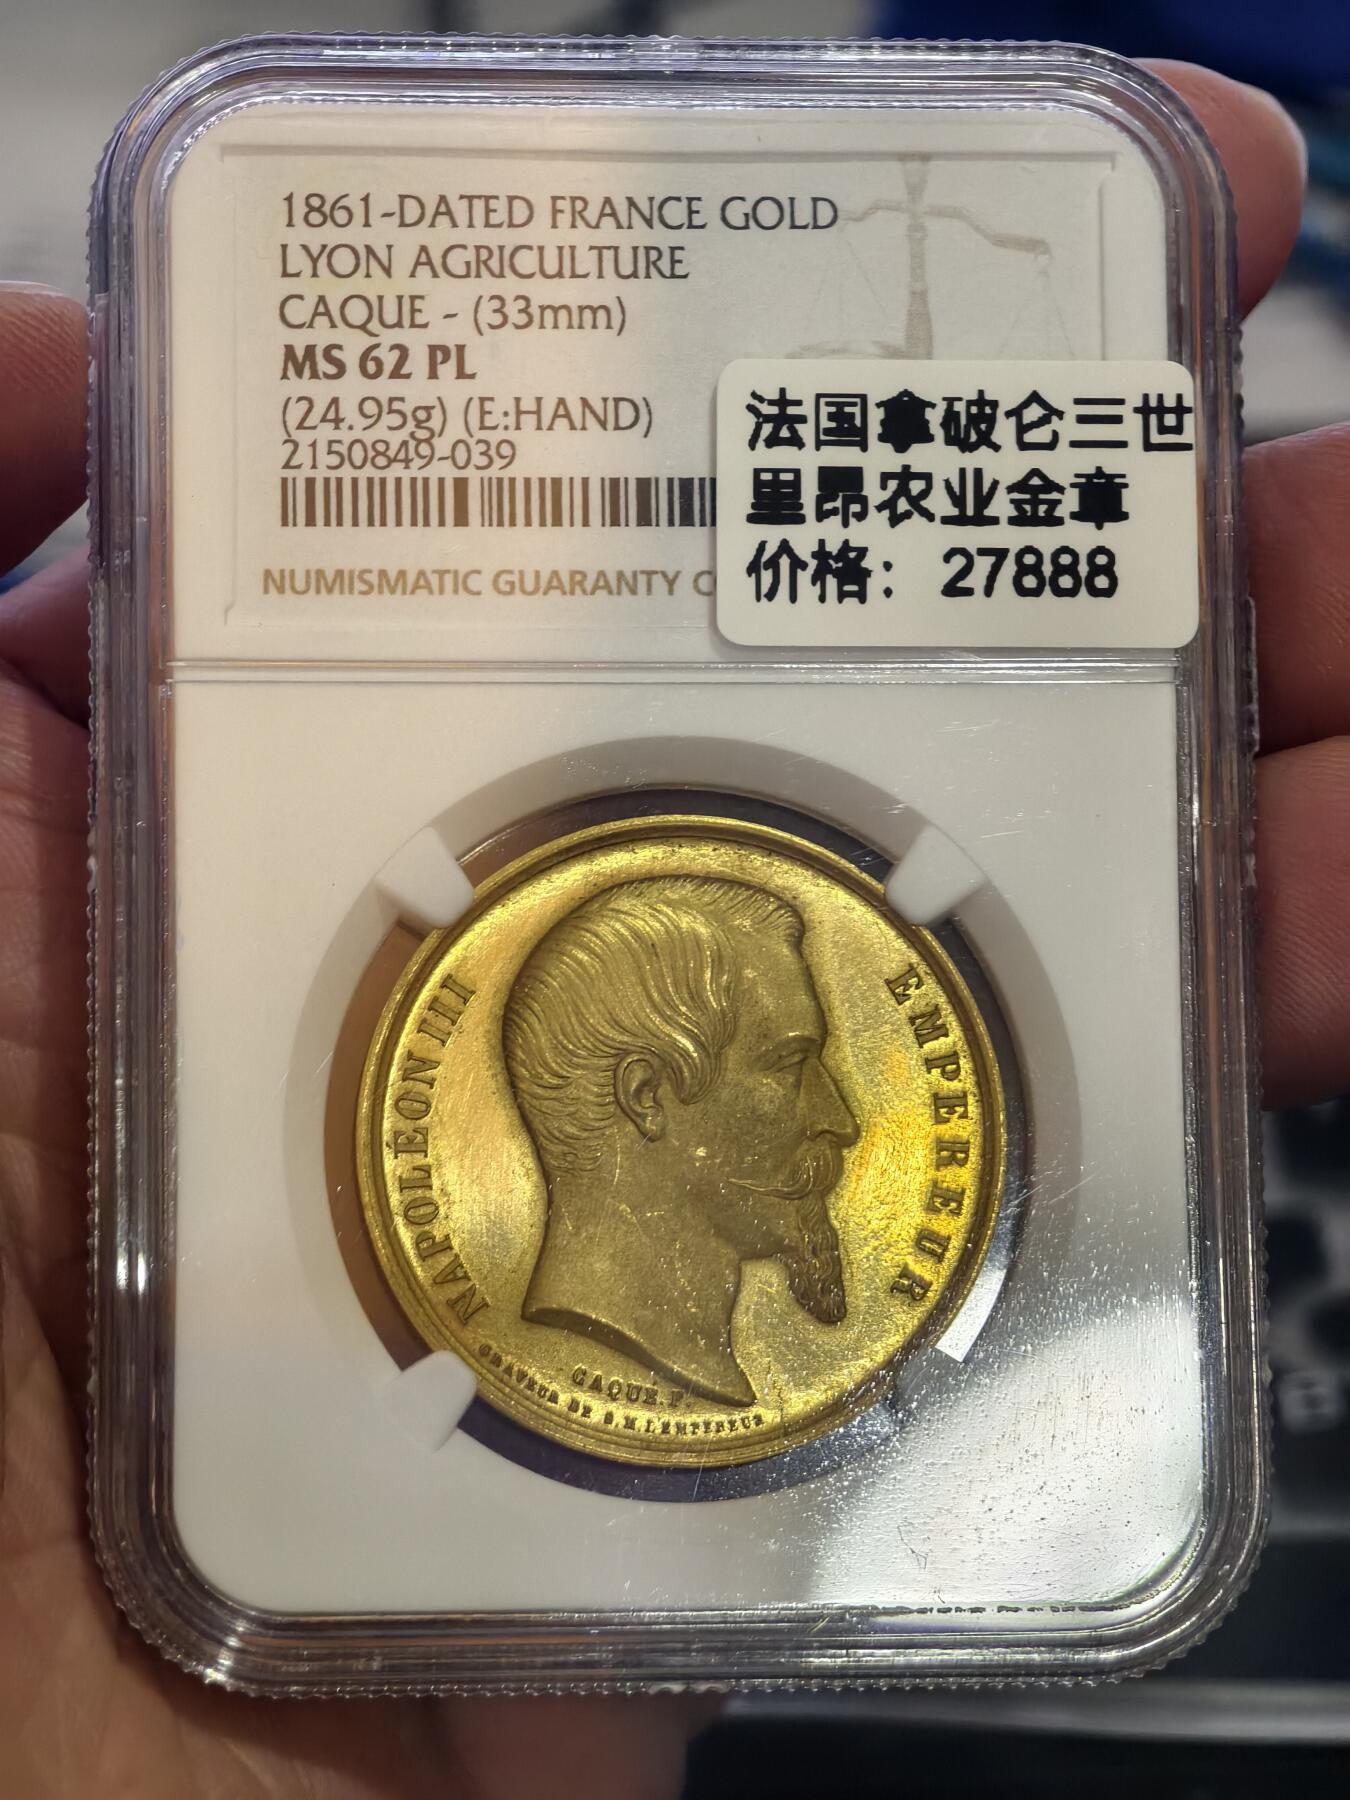 1861-DATED FRANCE GOLD
LYON AGRICULTURE
CAQUE - (33mm)
MS 62 PL
(24.95g) (E:HAND)
2150849-039
NUMISMATIC GUARANTY
法国拿破仑三世
里昂农业金章
价格：27888
NAPOLÉON III
EMPEREUR
CAQUÉ. F.
GRAVEUR DE S.M.L'EMPEREUR